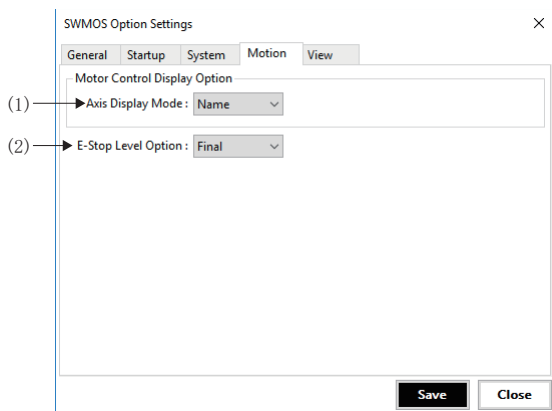 SWMOS Option Settings
General Startup System Motion View
Motor Control Display Option
(1) Axis Display Mode : Name
(2) E-Stop Level Option : Final
Save Close